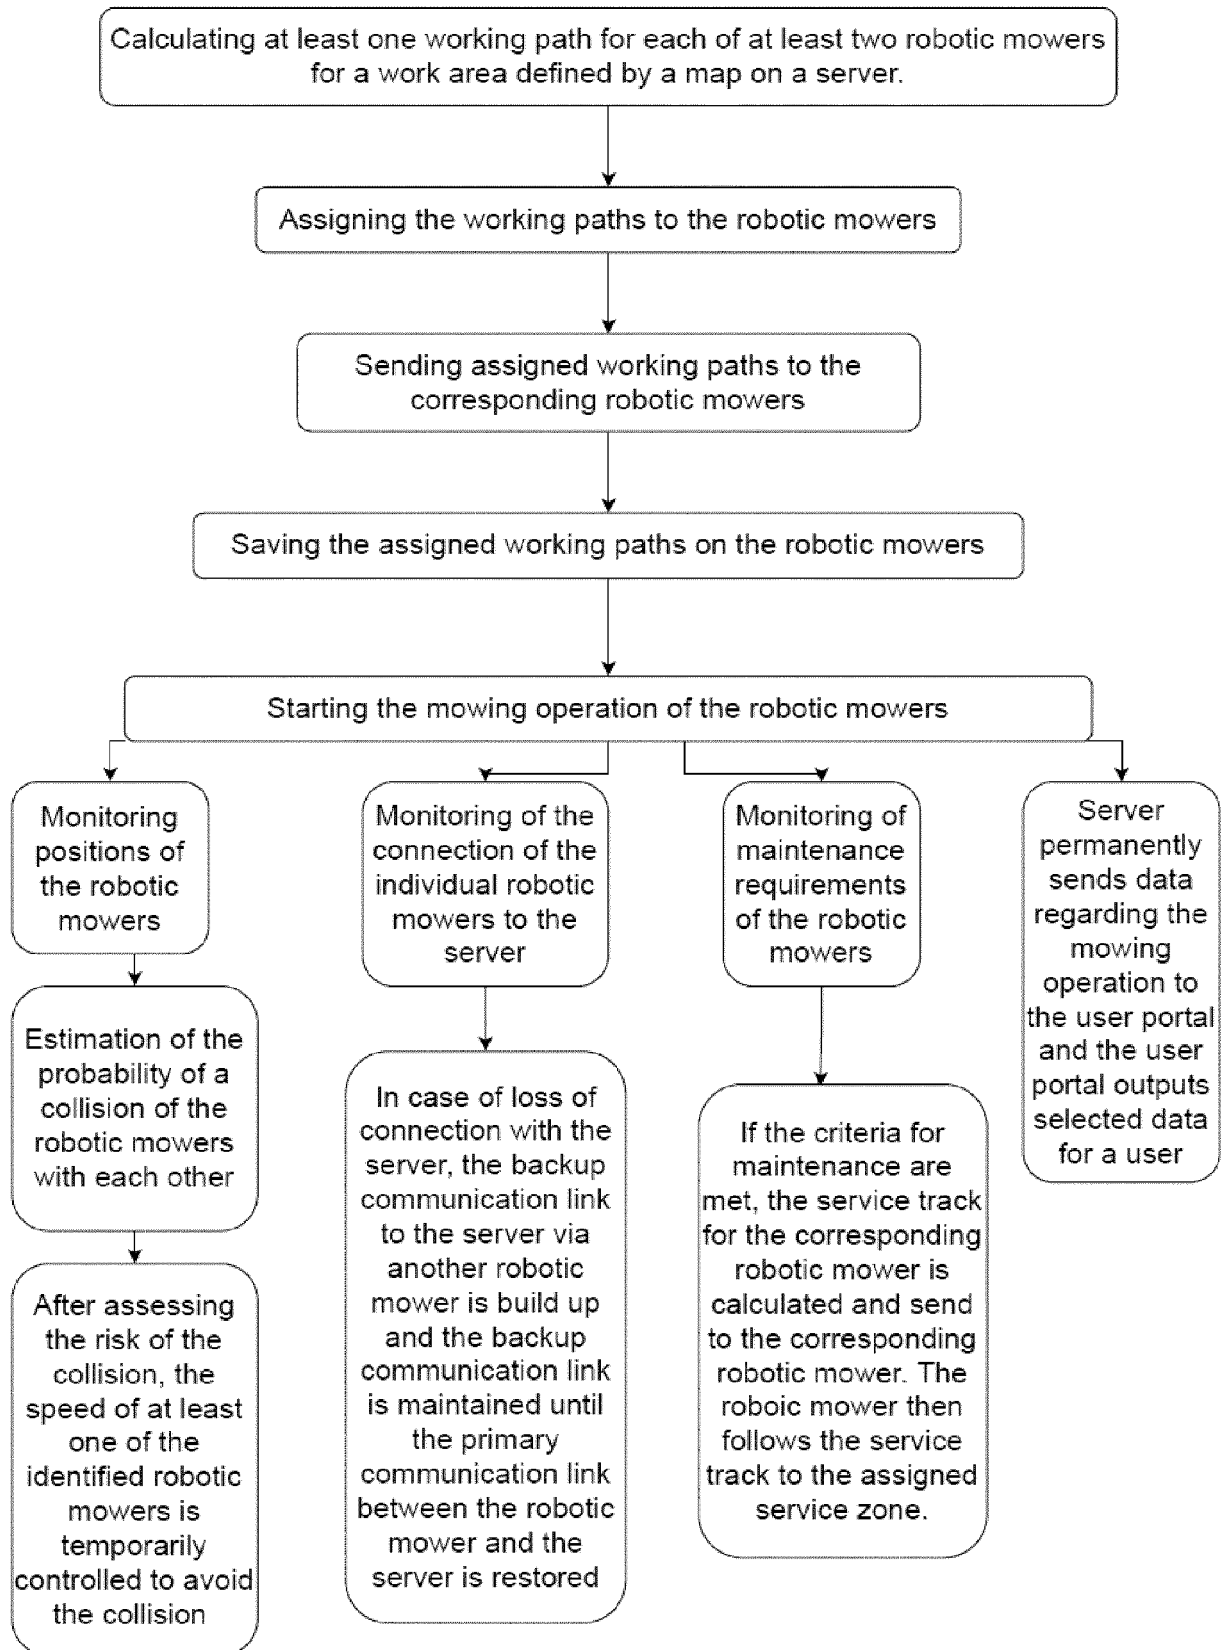 Calculating at least one working path for each of at least two robotic mowers
for a work area defined by a map on a server.
Assigning the working paths to the robotic mowers
Sending assigned working paths to the
corresponding robotic mowers
Saving the assigned working paths on the robotic mowers
Starting the mowing operation of the robotic mowers
Monitoring
positions of
the robotic
mowers
Estimation of the
probability of a
collision of the
robotic mowers
with each other
After assessing
the risk of the
collision, the
speed of at least
one of the
identified robotic
mowers is
temporarily
controlled to avoid
the collision
Monitoring of the
connection of the
individual robotic
mowers to the
server
In case of loss of
connection with the
server, the backup
communication link
to the server via
another robotic
mower is build up
and the backup
communication link
is maintained until
the primary
communication link
between the robotic
mower and the
server is restored
Monitoring of
maintenance
requirements
of the robotic
mowers
If the criteria for
maintenance are
met, the service track
for the corresponding
robotic mower is
calculated and send
to the corresponding
robotic mower. The
roboic mower then
follows the service
track to the assigned
service zone.
Server
permanently
sends data
regarding the
mowing
operation to
the user portal
and the user
portal outputs
selected data
for a user